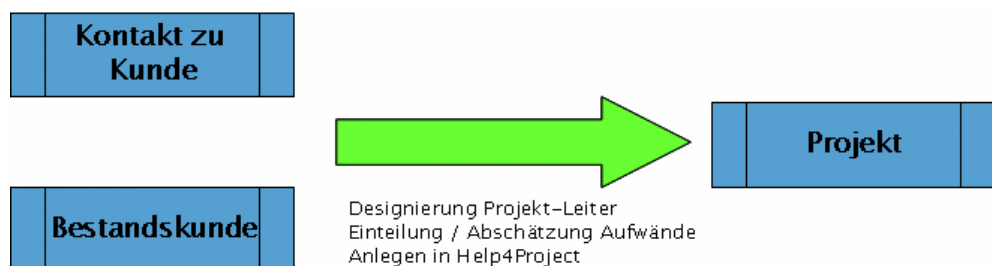 Kontakt zu
Kunde
Projekt
Bestandskunde
Designierung Projekt-Leiter
Einteilung / Abschätzung Aufwände
Anlegen in Help4Project